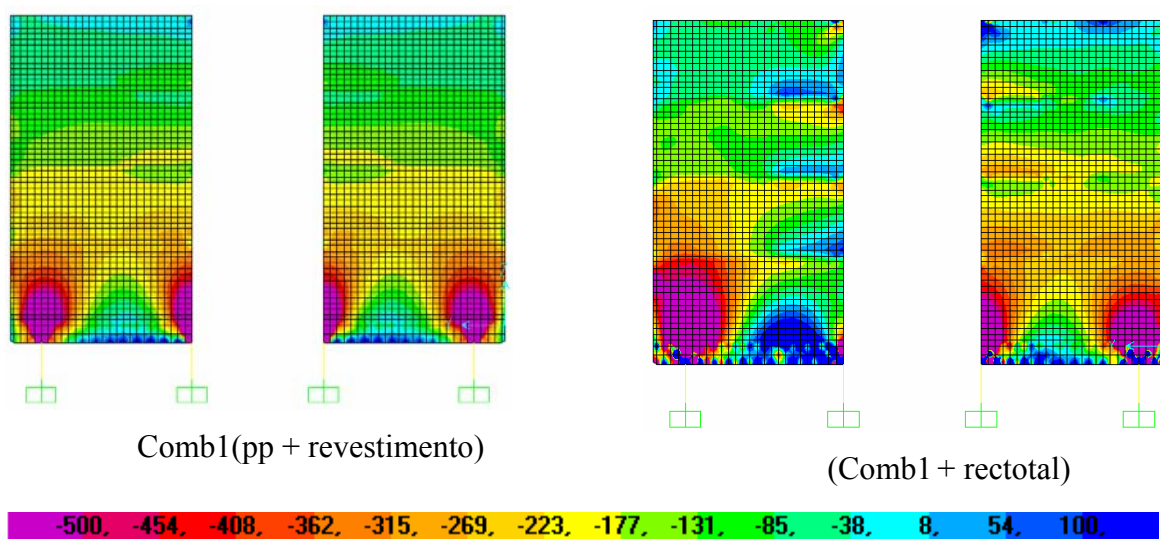 Comb1(pp + revestimento)
(Comb1 + rectotal)
-500, -454, -408, -362, -315, -269, -223, -177, -131, -85, -38, 8, 54, 100,